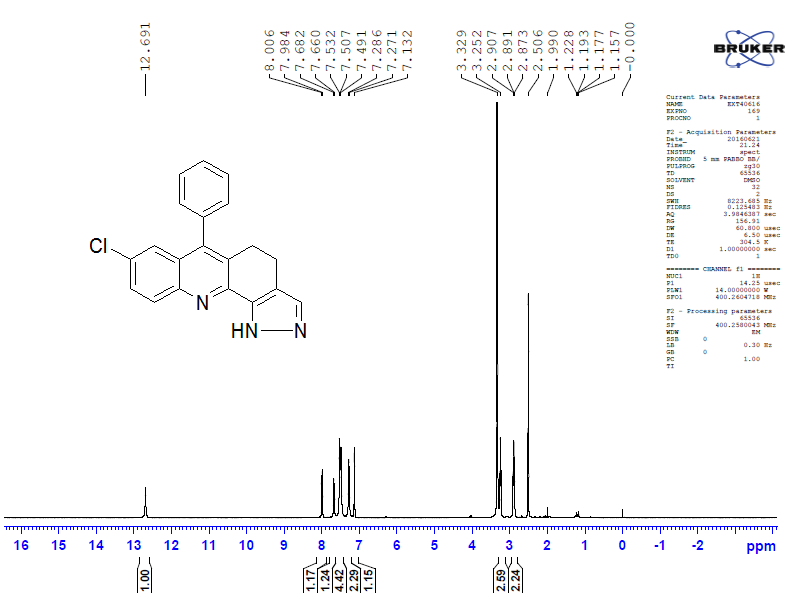 12.691
8.006
7.984
7.682
7.660
7.532
7.507
7.491
7.286
7.271
7.132
3.329
3.252
2.907
2.891
2.873
2.506
1.990
1.228
1.193
1.177
1.157
-0.000
BRUKER
Current Data Parameters
NAME EXT40616
EXPNO 169
PROCNO 1
F2 - Acquisition Parameters
Date_ 20160621
Time 21.24
INSTRUM spect
PROBHD 5 mm PABBO BB/
PULPROG zg30
TD 65536
SOLVENT DMSO
NS 32
DS 2
SWH 8223.685 Hz
FIDRES 0.125483 Hz
AQ 3.9846387 sec
RG 156.91
DW 60.800 usec
DE 6.50 usec
TE 304.5 K
D1 1.00000000 sec
TD0 1
======== CHANNEL f1 ========
NUC1 1H
P1 14.25 usec
PLW1 14.00000000 W
SFO1 400.2604718 MHz
F2 - Processing parameters
SI 65536
SF 400.2580043 MHz
WDW EM
SSB 0
LB 0.30 Hz
GB 0
PC 1.00
TI
Cl
N
HN
N
16 15 14 13 12 11 10 9 8 7 6 5 4 3 2 1 0 -1 -2 ppm
1.00
1.17
1.24
4.42
2.29
1.15
2.59
2.24